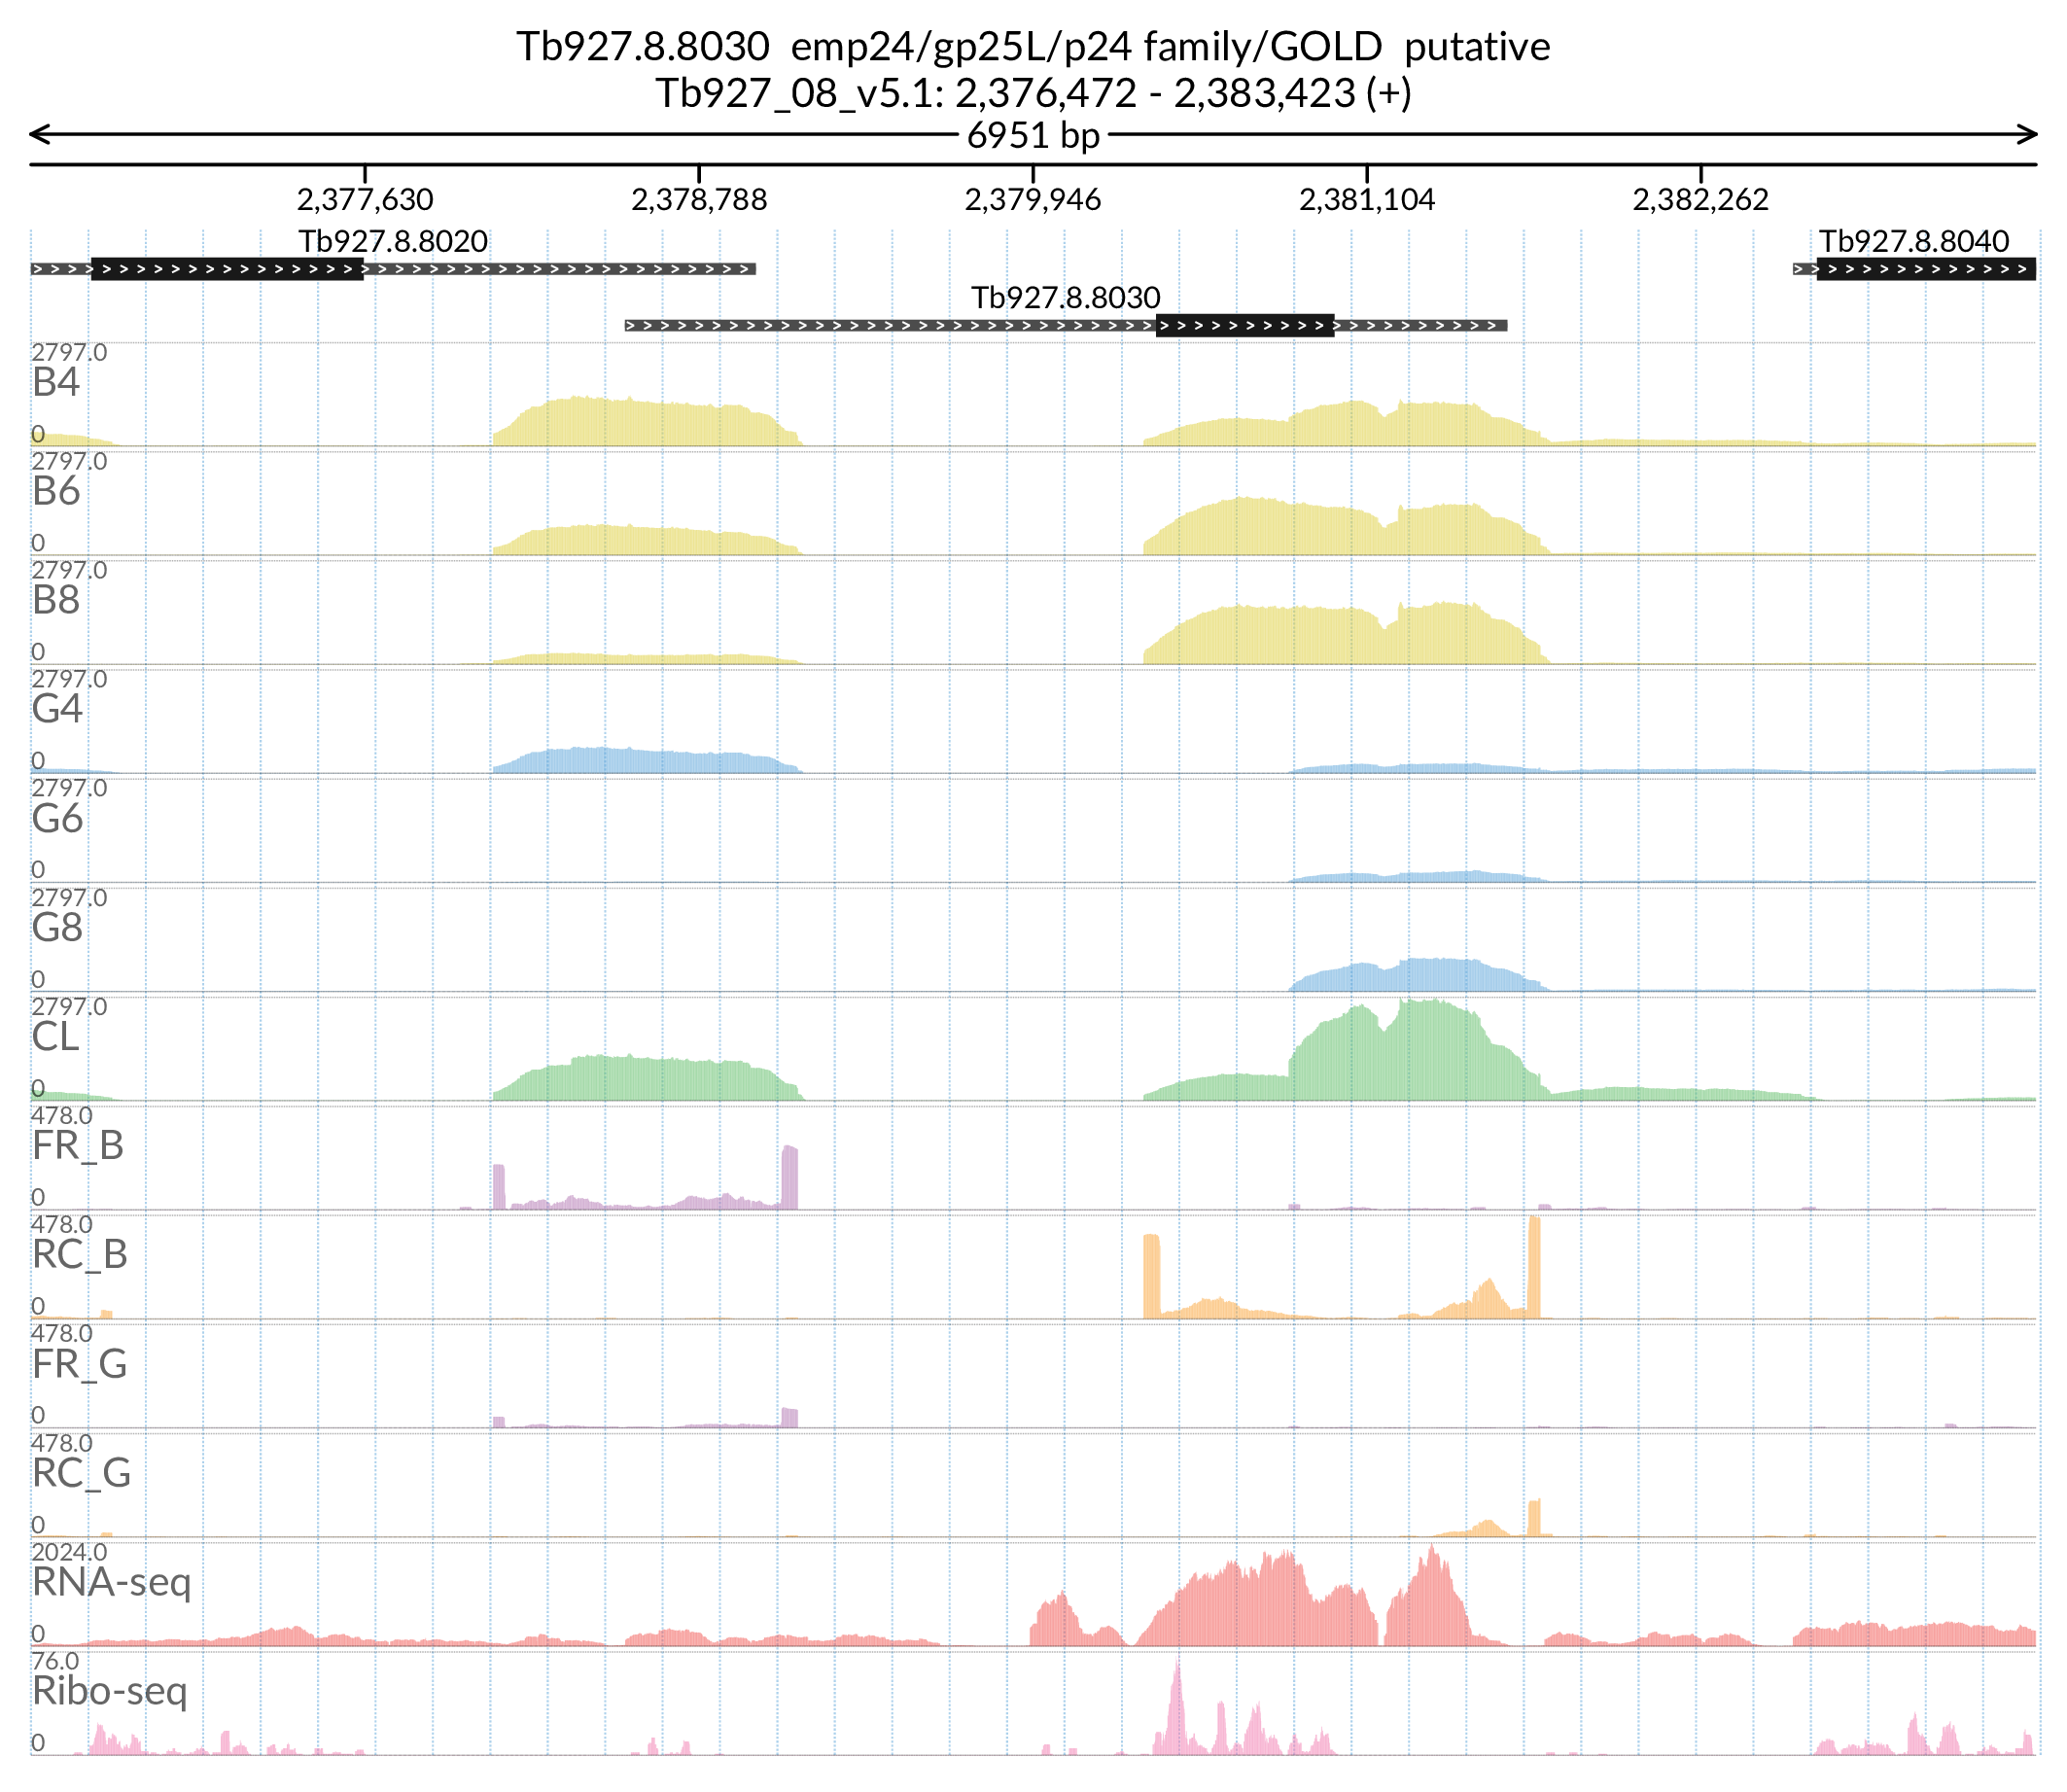 Tb927.8.8030 emp24/gp25L/p24 family/GOLD putative
Tb927_08_v5.1: 2,376,472 - 2,383,423 (+)
6951 bp
2,377,630 2,378,788 2,379,946 2,381,104 2,382,262
Tb927.8.8020 Tb927.8.8040
Tb927.8.8030
2797.0
B4
0
2797.0
B6
0
2797.0
B8
0
2797.0
G4
0
2797.0
G6
0
2797.0
G8
0
2797.0
CL
0
478.0
FR_B
0
478.0
RC_B
0
478.0
FR_G
0
478.0
RC_G
0
2024.0
RNA-seq
0
76.0
Ribo-seq
0